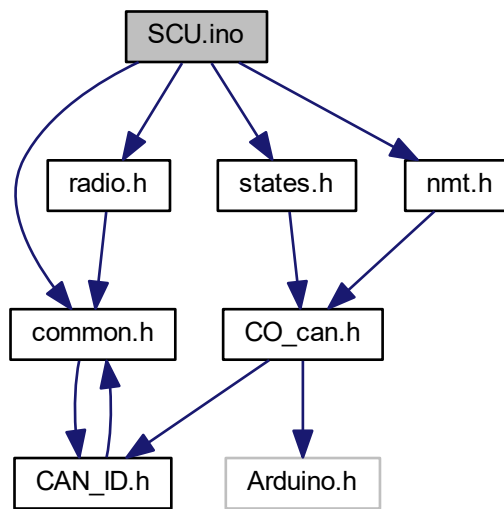 SCU.ino
radio.h
states.h
nmt.h
common.h
CO_can.h
CAN_ID.h
Arduino.h